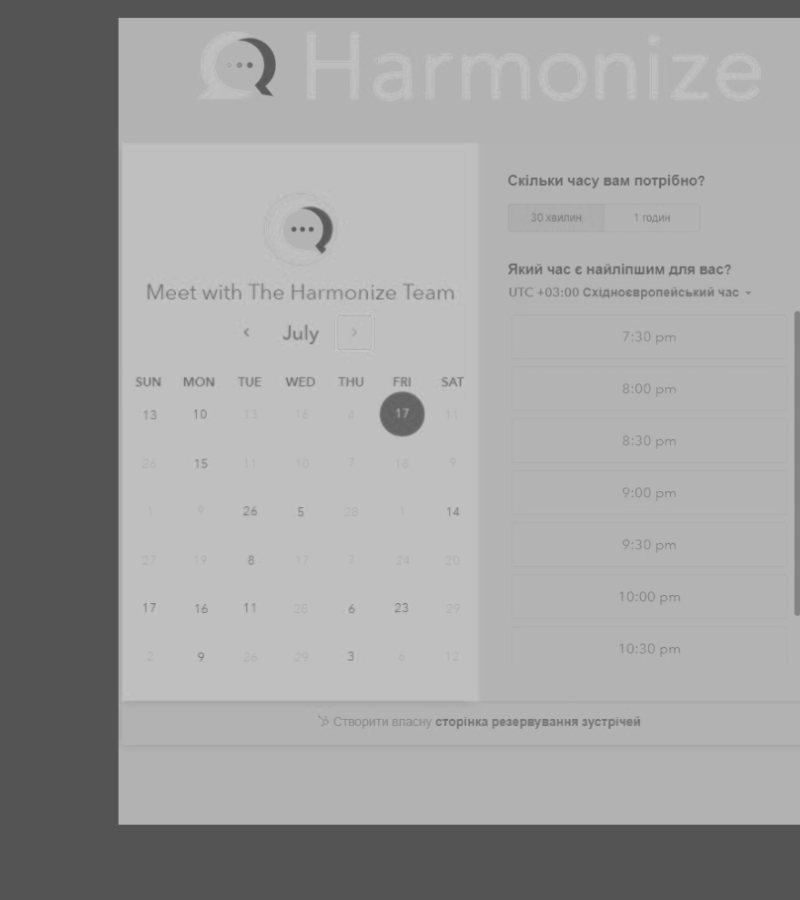 Harmonize
Meet with The Harmonize Team
July
SUN MON TUE WED THU FRI SAT
13 10 13 16 4 17 11
26 15 11 10 7 18 9
1 9 26 5 28 1 14
27 19 8 17 7 24 20
17 16 11 25 6 23 29
2 9 26 29 3 6 12
Скільки часу вам потрібно?
30 хвилин 1 годин
Який час є найліпшим для вас?
UTC +03:00 Східноєвропейський час
7:30 pm
8:00 pm
8:30 pm
9:00 pm
9:30 pm
10:00 pm
10:30 pm
Створити власну сторінка резервування зустрічей